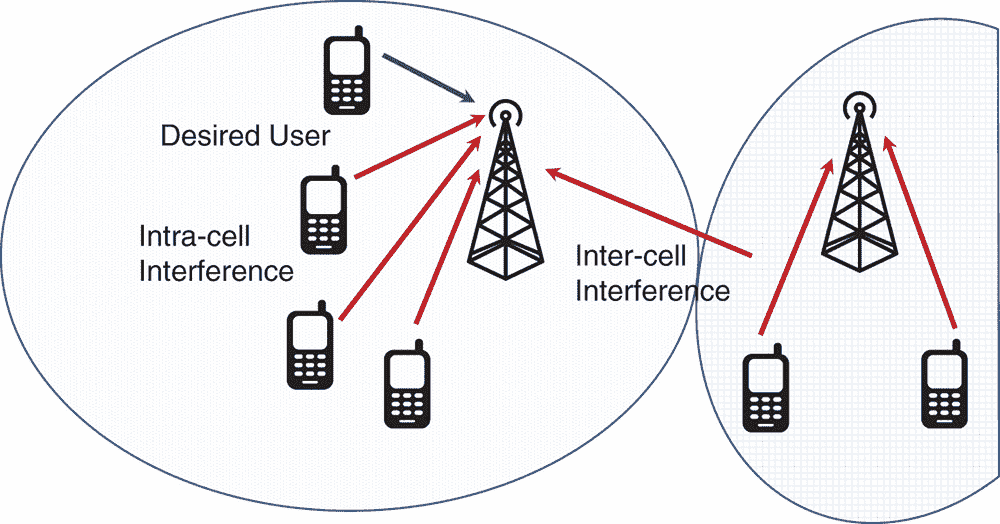 Desired User
Intra-cell
Interference
Inter-cell
Interference